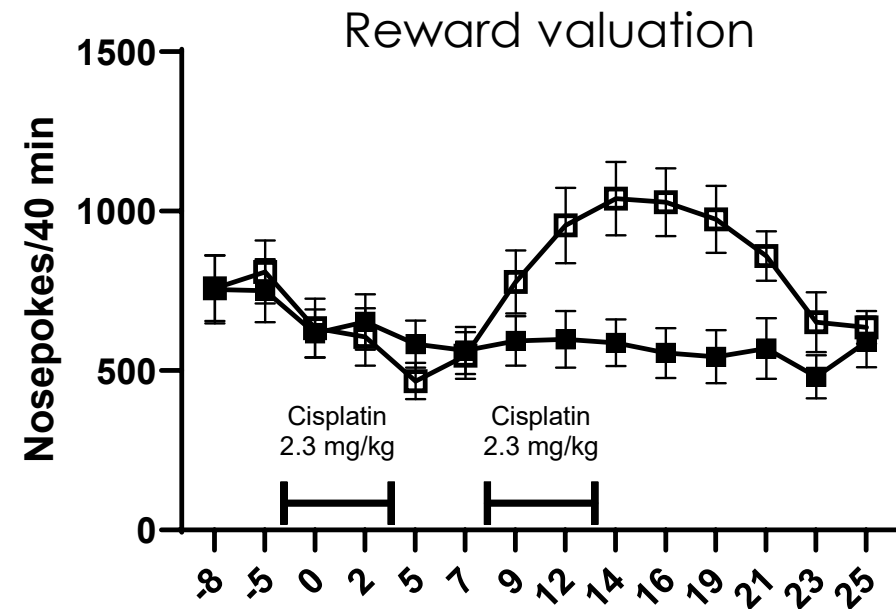 Reward valuation
Nosepokes/40 min
1500
1000
500
0
Cisplatin
2.3 mg/kg
Cisplatin
2.3 mg/kg
-8 -5 0 2 5 7 9 12 14 16 19 21 23 25